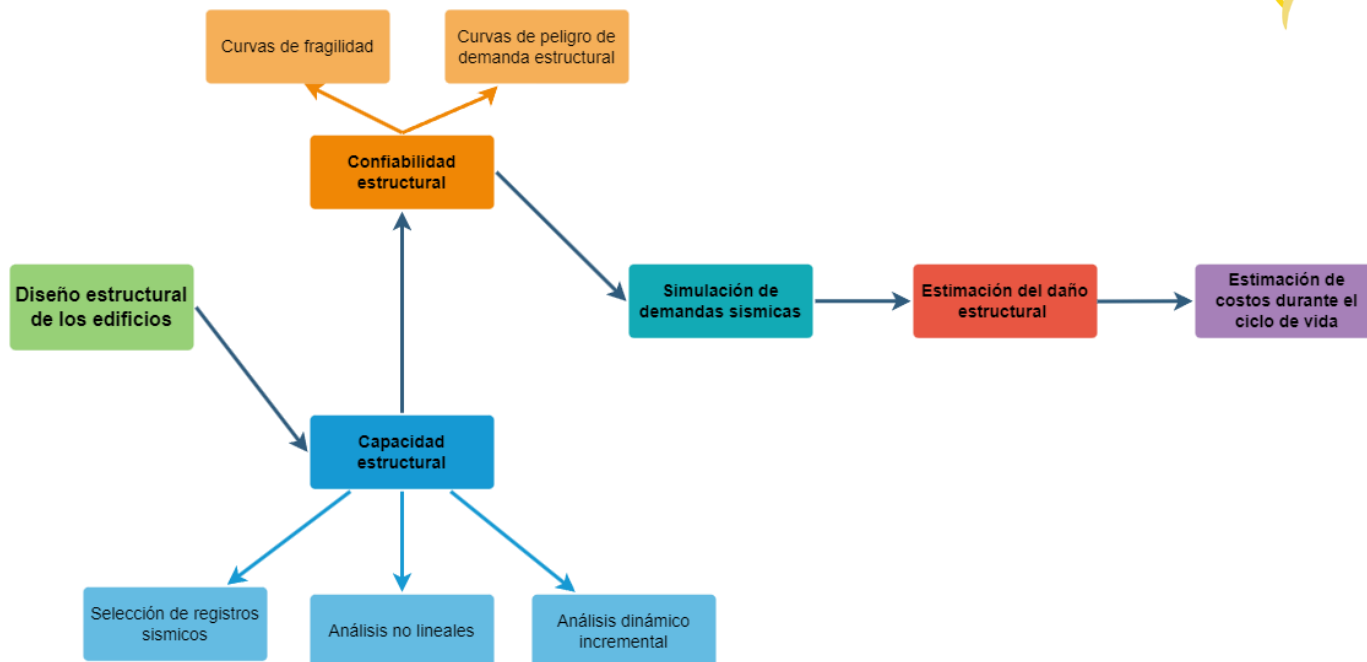 Curvas de fragilidad
Curvas de peligro de
demanda estructural
Confiabilidad
estructural
Diseño estructural
de los edificios
Simulación de
demandas sismicas
Estimación del daño
estructural
Estimación de
costos durante el
ciclo de vida
Capacidad
estructural
Selección de registros
sismicos
Análisis no lineales
Análisis dinámico
incremental